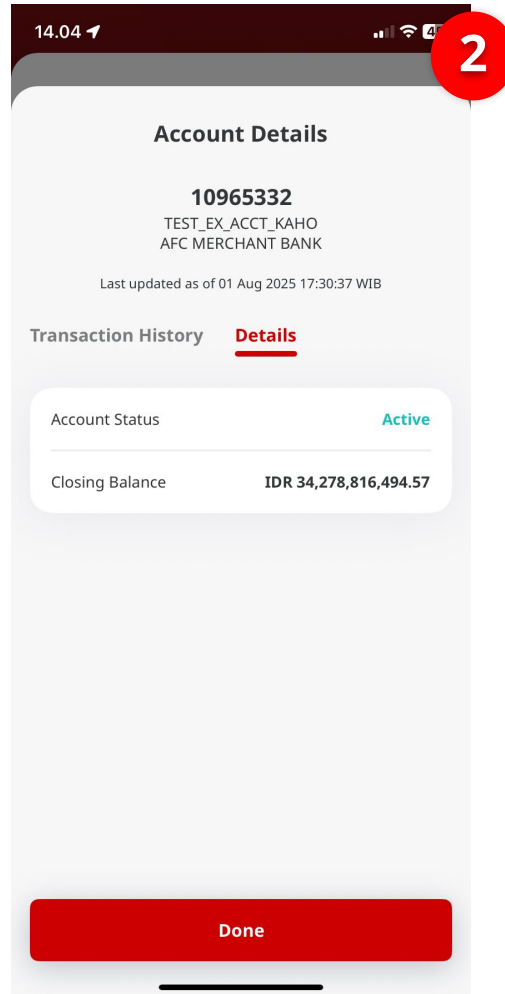 14.04
2
Account Details
10965332
TEST_EX_ACCT_KAHO
AFC MERCHANT BANK
Last updated as of 01 Aug 2025 17:30:37 WIB
Transaction History Details
Account Status Active
Closing Balance IDR 34,278,816,494.57
Done